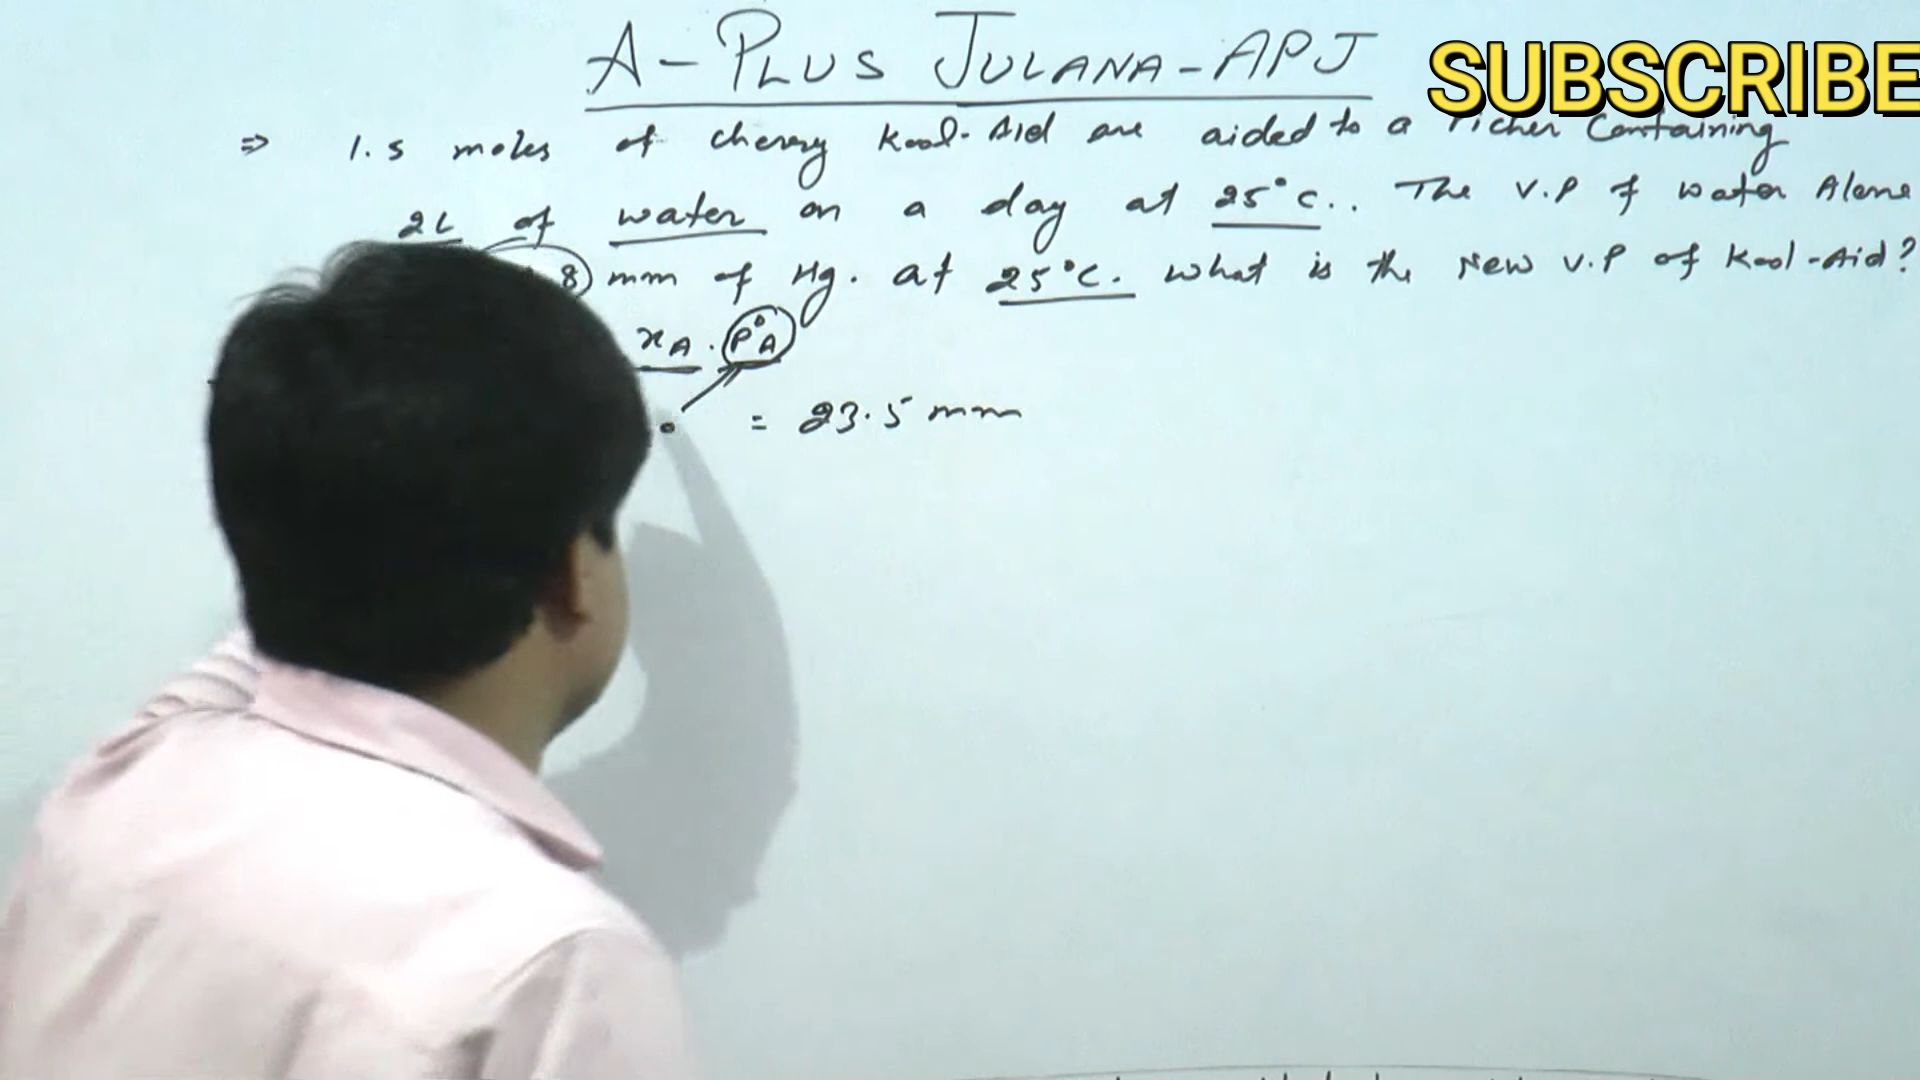 A-PLUS JULANA-APJ
SUBSCRIBE
⇒ 1.5 moles of cherry Kool-Aid are aided to a Picher Containing
2L of water on a day at 25°C.. The V.P of water Alone
8 mm of Hg. at 25°C. what is the New V.P of Kool-Aid?
xA . P°A
= 23.5 mm